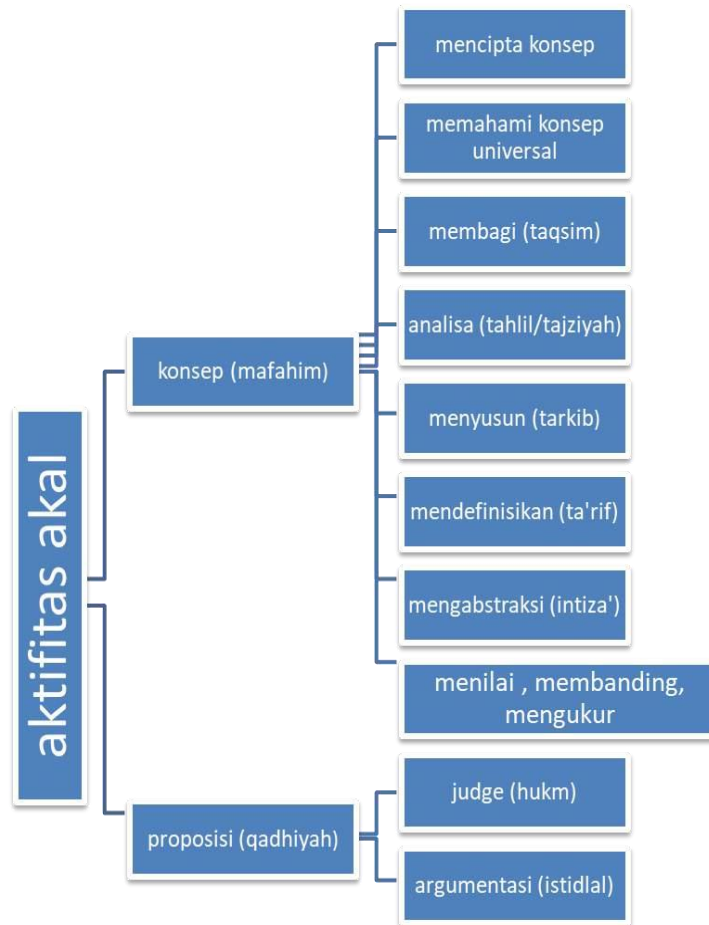 aktifitas akal
konsep (mafahim)
mencipta konsep
memahami konsep
universal
membagi (taqsim)
analisa (tahlil/tajziyah)
menyusun (tarkib)
mendefinisikan (ta'rif)
mengabstraksi (intiza')
menilai , membanding,
mengukur
proposisi (qadhiyah)
judge (hukm)
argumentasi (istidlal)